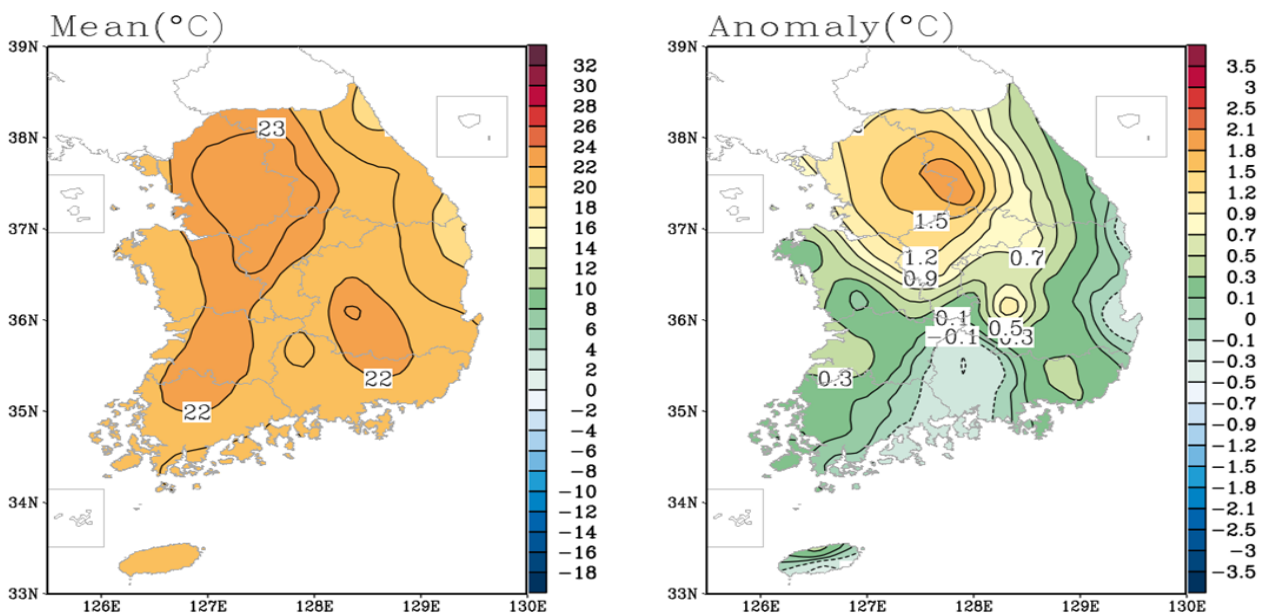 Mean(°C)
Anomaly(°C)
39N
38N
37N
36N
35N
34N
33N
126E
127E
128E
129E
130E
23
22
22
32
30
28
26
24
22
20
18
16
14
12
10
8
6
4
2
0
−2
−4
−6
−8
−10
−12
−14
−16
−18
39N
38N
37N
36N
35N
34N
33N
126E
127E
128E
129E
130E
1.5
1.2
0.9
0.7
0.1
−0.1
0.5
0.3
0.3
3.5
3
2.5
2.1
1.8
1.5
1.2
0.9
0.7
0.5
0.3
0.1
0
−0.1
−0.3
−0.5
−0.7
−0.9
−1.2
−1.5
−1.8
−2.1
−2.5
−3
−3.5